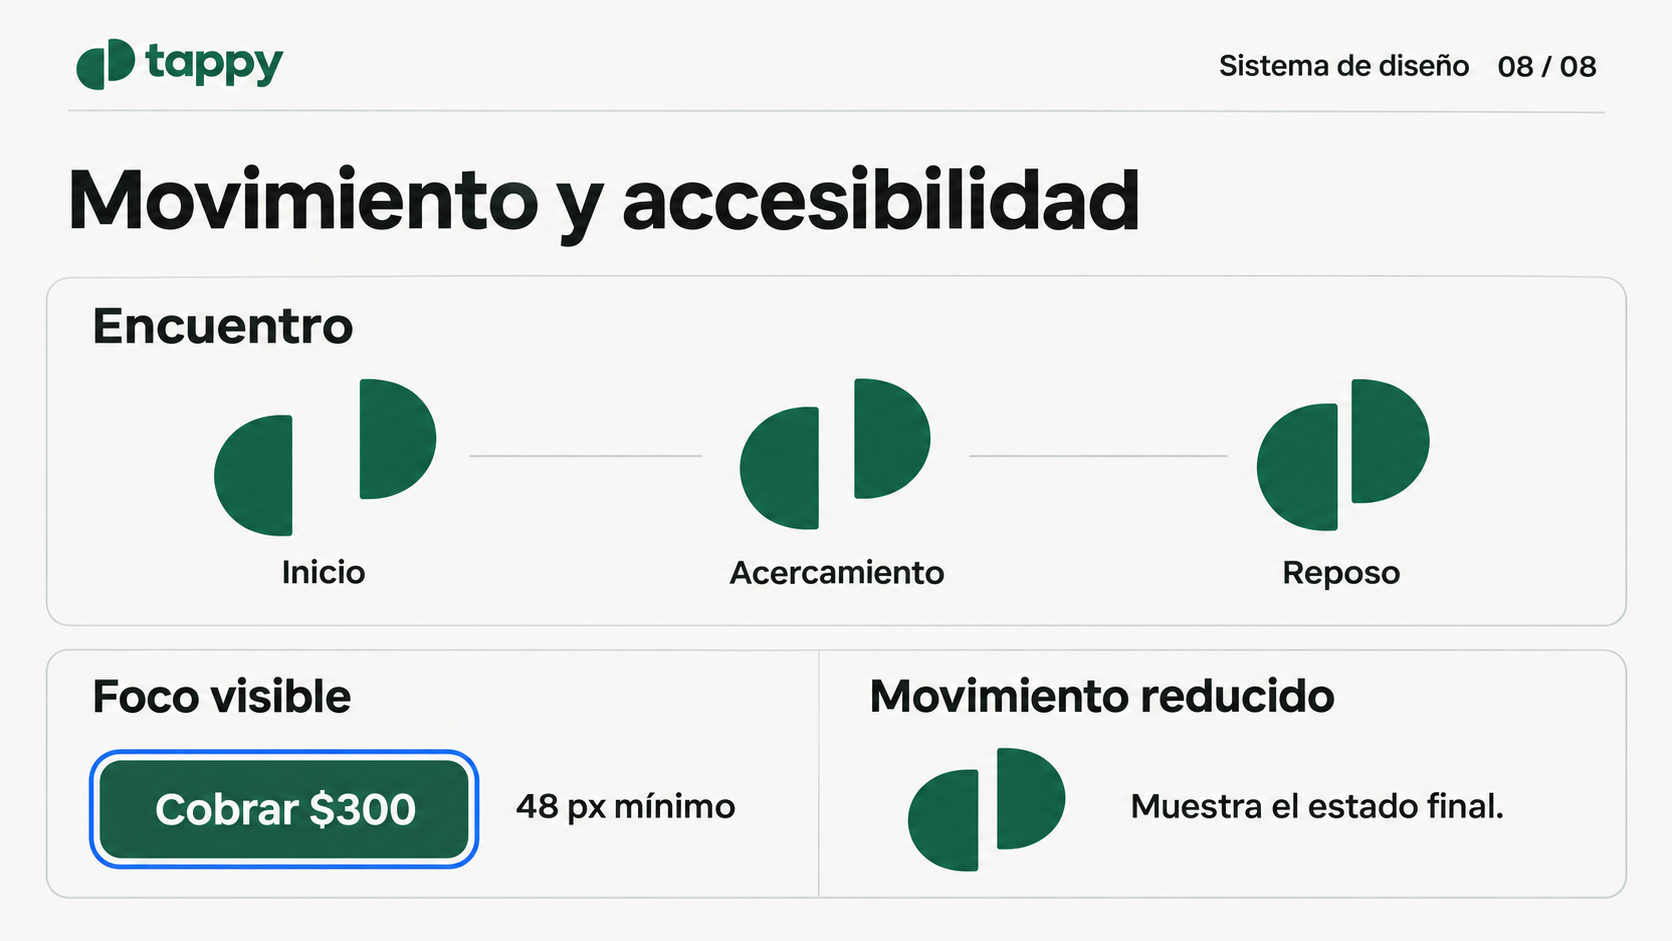 tappy
Sistema de diseño 08 / 08
Movimiento y accesibilidad
Encuentro
Inicio
Acercamiento
Reposo
Foco visible
Cobrar $300
48 px mínimo
Movimiento reducido
Muestra el estado final.